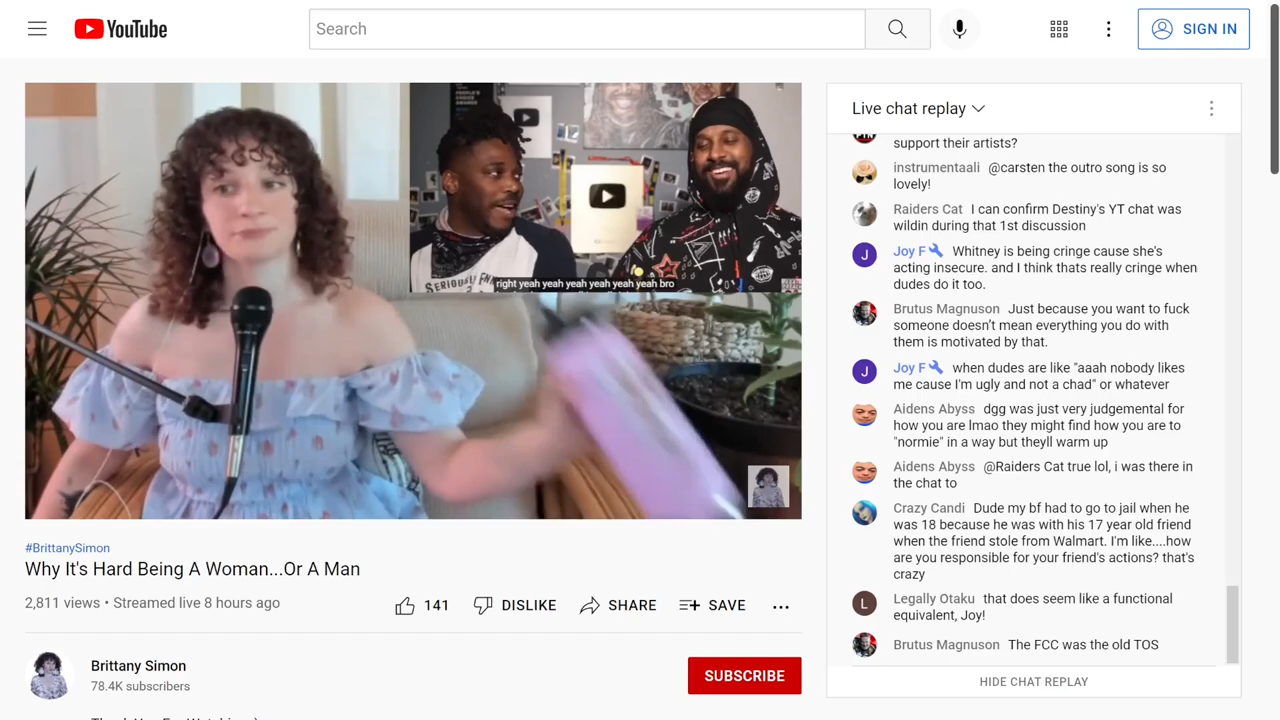 YouTube
Search
SIGN IN
PEOPLE'S CHOICE
AWARDS
SERIOUSLY
right yeah yeah yeah yeah yeah yeah bro
#BrittanySimon
Why It's Hard Being A Woman...Or A Man
2,811 views • Streamed live 8 hours ago
141
DISLIKE
SHARE
SAVE
Brittany Simon
78.4K subscribers
SUBSCRIBE
Live chat replay
support their artists?
instrumentaali @carsten the outro song is so
lovely!
Raiders Cat I can confirm Destiny's YT chat was
wildin during that 1st discussion
J
Joy F Whitney is being cringe cause she's
acting insecure. and I think thats really cringe when
dudes do it too.
Brutus Magnuson Just because you want to fuck
someone doesn't mean everything you do with
them is motivated by that.
J
Joy F when dudes are like "aaah nobody likes
me cause I'm ugly and not a chad" or whatever
Aidens Abyss dgg was just very judgemental for
how you are lmao they might find how you are to
"normie" in a way but theyll warm up
Aidens Abyss @Raiders Cat true lol, i was there in
the chat to
Crazy Candi Dude my bf had to go to jail when he
was 18 because he was with his 17 year old friend
when the friend stole from Walmart. I'm like....how
are you responsible for your friend's actions? that's
crazy
L
Legally Otaku that does seem like a functional
equivalent, Joy!
Brutus Magnuson The FCC was the old TOS
HIDE CHAT REPLAY